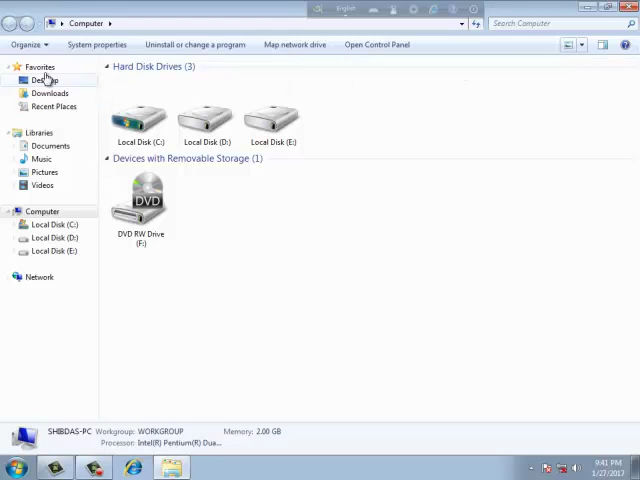 English
Computer
Search Computer
Organize
System properties
Uninstall or change a program
Map network drive
Open Control Panel
Favorites
Desktop
Downloads
Recent Places
Libraries
Documents
Music
Pictures
Videos
Computer
Local Disk (C:)
Local Disk (D:)
Local Disk (E:)
Network
Hard Disk Drives (3)
Local Disk (C:)
Local Disk (D:)
Local Disk (E:)
Devices with Removable Storage (1)
DVD
DVD RW Drive
(F:)
SHIBDAS-PC
Workgroup: WORKGROUP
Memory: 2.00 GB
Processor: Intel(R) Pentium(R) Dua...
9:41 PM
1/27/2017